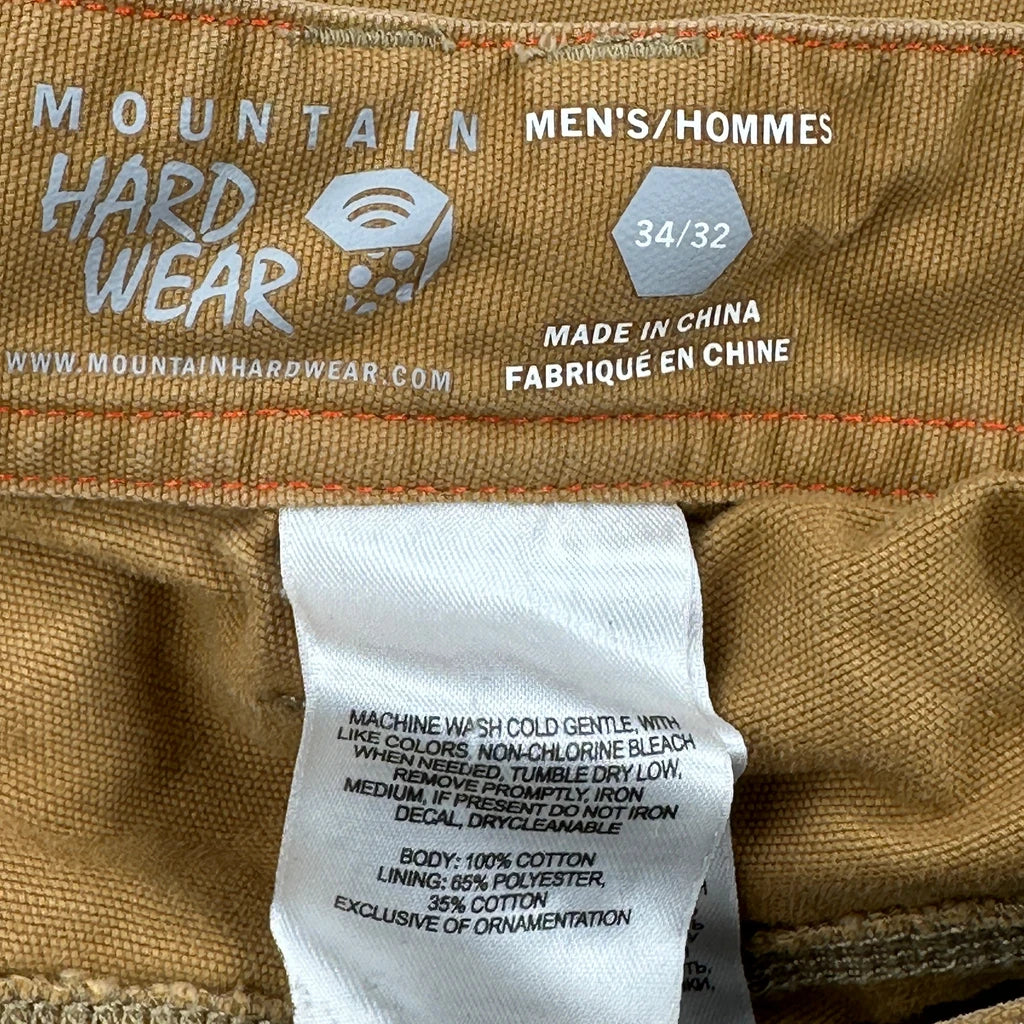 MOUNTAIN
HARD
WEAR
WWW.MOUNTAINHARDWEAR.COM
MEN'S/HOMMES
34/32
MADE IN CHINA
FABRIQUÉ EN CHINE
MACHINE WASH COLD GENTLE, WITH
LIKE COLORS, NON-CHLORINE BLEACH
WHEN NEEDED, TUMBLE DRY LOW,
REMOVE PROMPTLY, IRON
MEDIUM, IF PRESENT DO NOT IRON
DECAL, DRYCLEANABLE
BODY: 100% COTTON
LINING: 65% POLYESTER,
35% COTTON
EXCLUSIVE OF ORNAMENTATION